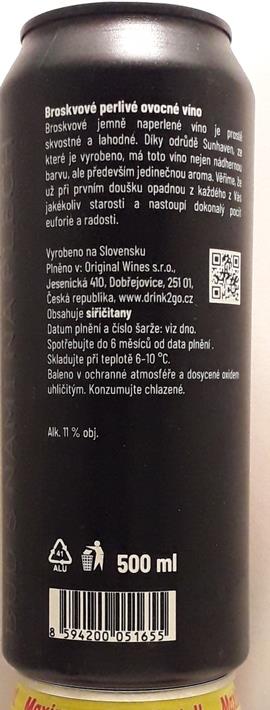 Broskvové perlivé ovocné víno
Broskvové jemně naperlené víno je prostě
skvostné a lahodné. Díky odrůdě Sunhaven, ze
které je vyrobeno, má toto víno nejen nádhernou
barvu, ale především jedinečnou aroma. Věříme, že
už při prvním doušku opadnou z každého z Vás
jakékoliv starosti a nastoupí dokonalý pocit
euforie a radosti.
Vyrobeno na Slovensku
Plněno v: Original Wines s.r.o.,
Jesenická 410, Dobřejovice, 251 01,
Česká republika, www.drink2go.cz
Obsahuje siřičitany
Datum plnění a číslo šarže: viz dno.
Spotřebujte do 6 měsíců od data plnění .
Skladujte při teplotě 6-10 °C.
Baleno v ochranné atmosféře a dosycené oxidem
uhličitým. Konzumujte chlazené.
Alk. 11 % obj.
41
ALU
500 ml
8 594200 051655